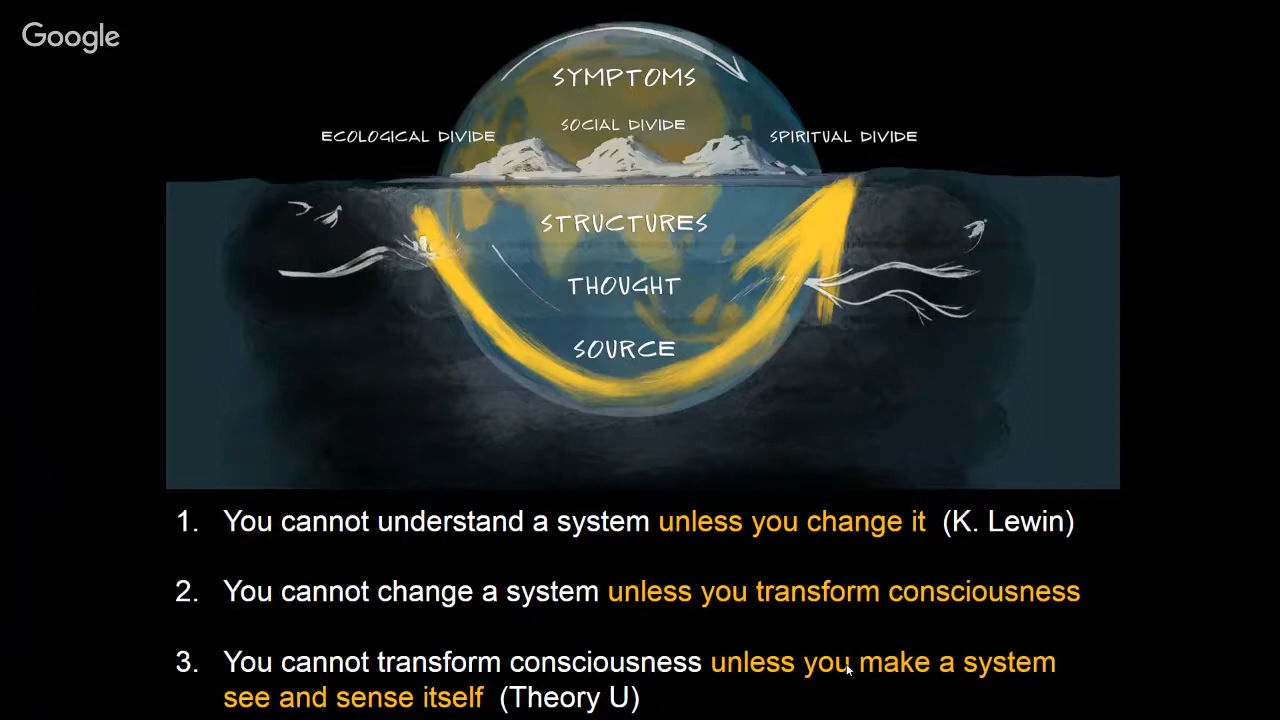 Google
SYMPTOMS
SOCIAL DIVIDE
ECOLOGICAL DIVIDE
SPIRITUAL DIVIDE
STRUCTURES
THOUGHT
SOURCE
1. You cannot understand a system unless you change it (K. Lewin)
2. You cannot change a system unless you transform consciousness
3. You cannot transform consciousness unless you make a system
see and sense itself (Theory U)